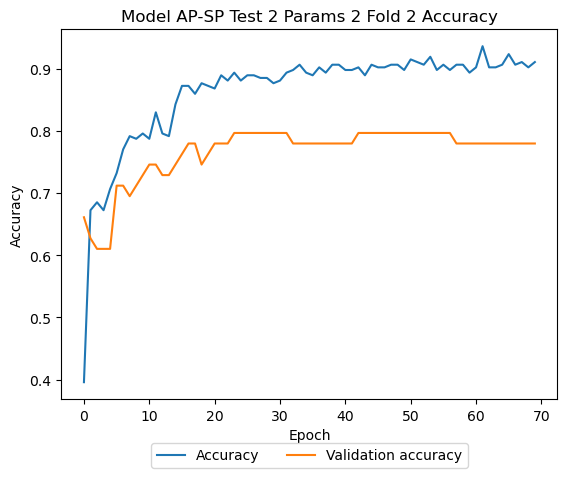 Model AP-SP Test 2 Params 2 Fold 2 Accuracy
Accuracy
0.9
0.8
0.7
0.6
0.5
0.4
0 10 20 30 40 50 60 70
Epoch
Accuracy Validation accuracy